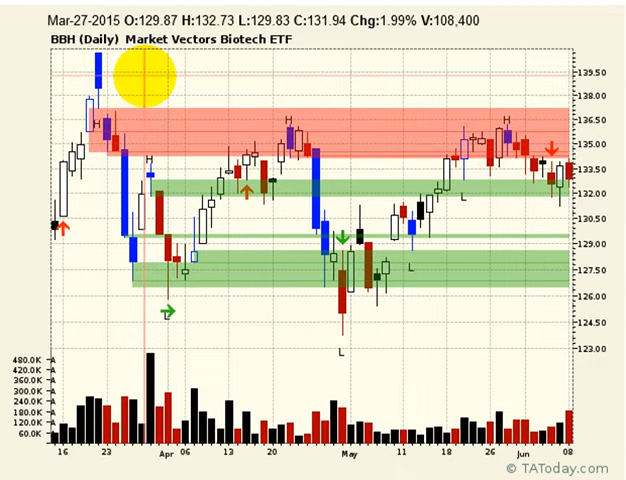 Mar-27-2015 O:129.87 H:132.73 L:129.83 C:131.94 Chg:1.99% V:108,400
BBH (Daily) Market Vectors Biotech ETF
139.50
138.00
H
H
H
136.50
135.00
H
133.50
132.00
L
130.50
129.00
L
127.50
126.00
L
124.50
L
123.00
480.0K A
420.0K A
360.0K A
300.0K A
240.0K A
180.0K A
120.0K A
60.0K A
16 23 Apr 06 13 20 May 11 18 26 Jun 08
© TAToday.com